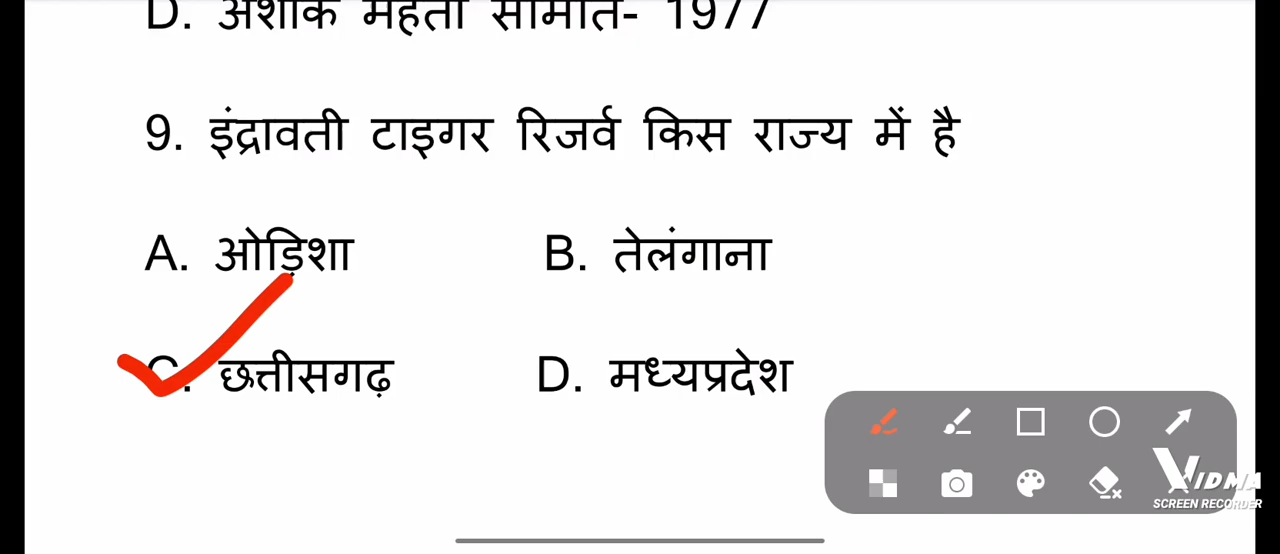 D. अशोक मेहता समिति- 1977
9. इंद्रावती टाइगर रिजर्व किस राज्य में है
A. ओड़िशा B. तेलंगाना
C. छत्तीसगढ़ D. मध्यप्रदेश
VIDMA
SCREEN RECORDER